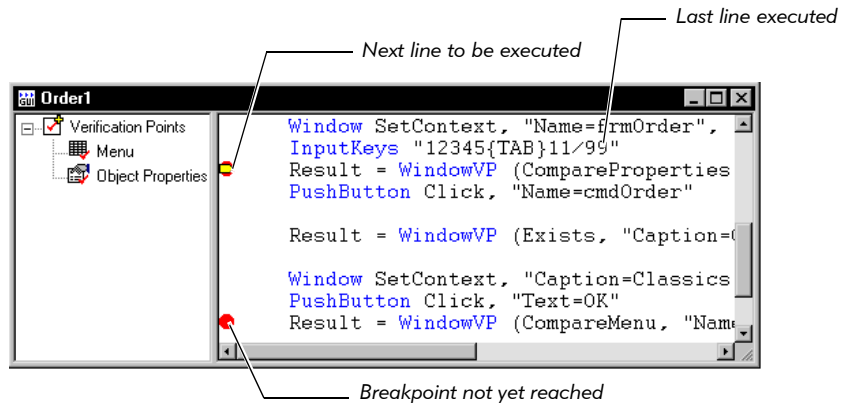 Last line executed
Next line to be executed
GUI Order1
Verification Points
Menu
Object Properties
Window SetContext, "Name=frmOrder",
InputKeys "12345{TAB}11/99"
Result = WindowVP (CompareProperties
PushButton Click, "Name=cmdOrder"
Result = WindowVP (Exists, "Caption=
Window SetContext, "Caption=Classics
PushButton Click, "Text=OK"
Result = WindowVP (CompareMenu, "Name
Breakpoint not yet reached